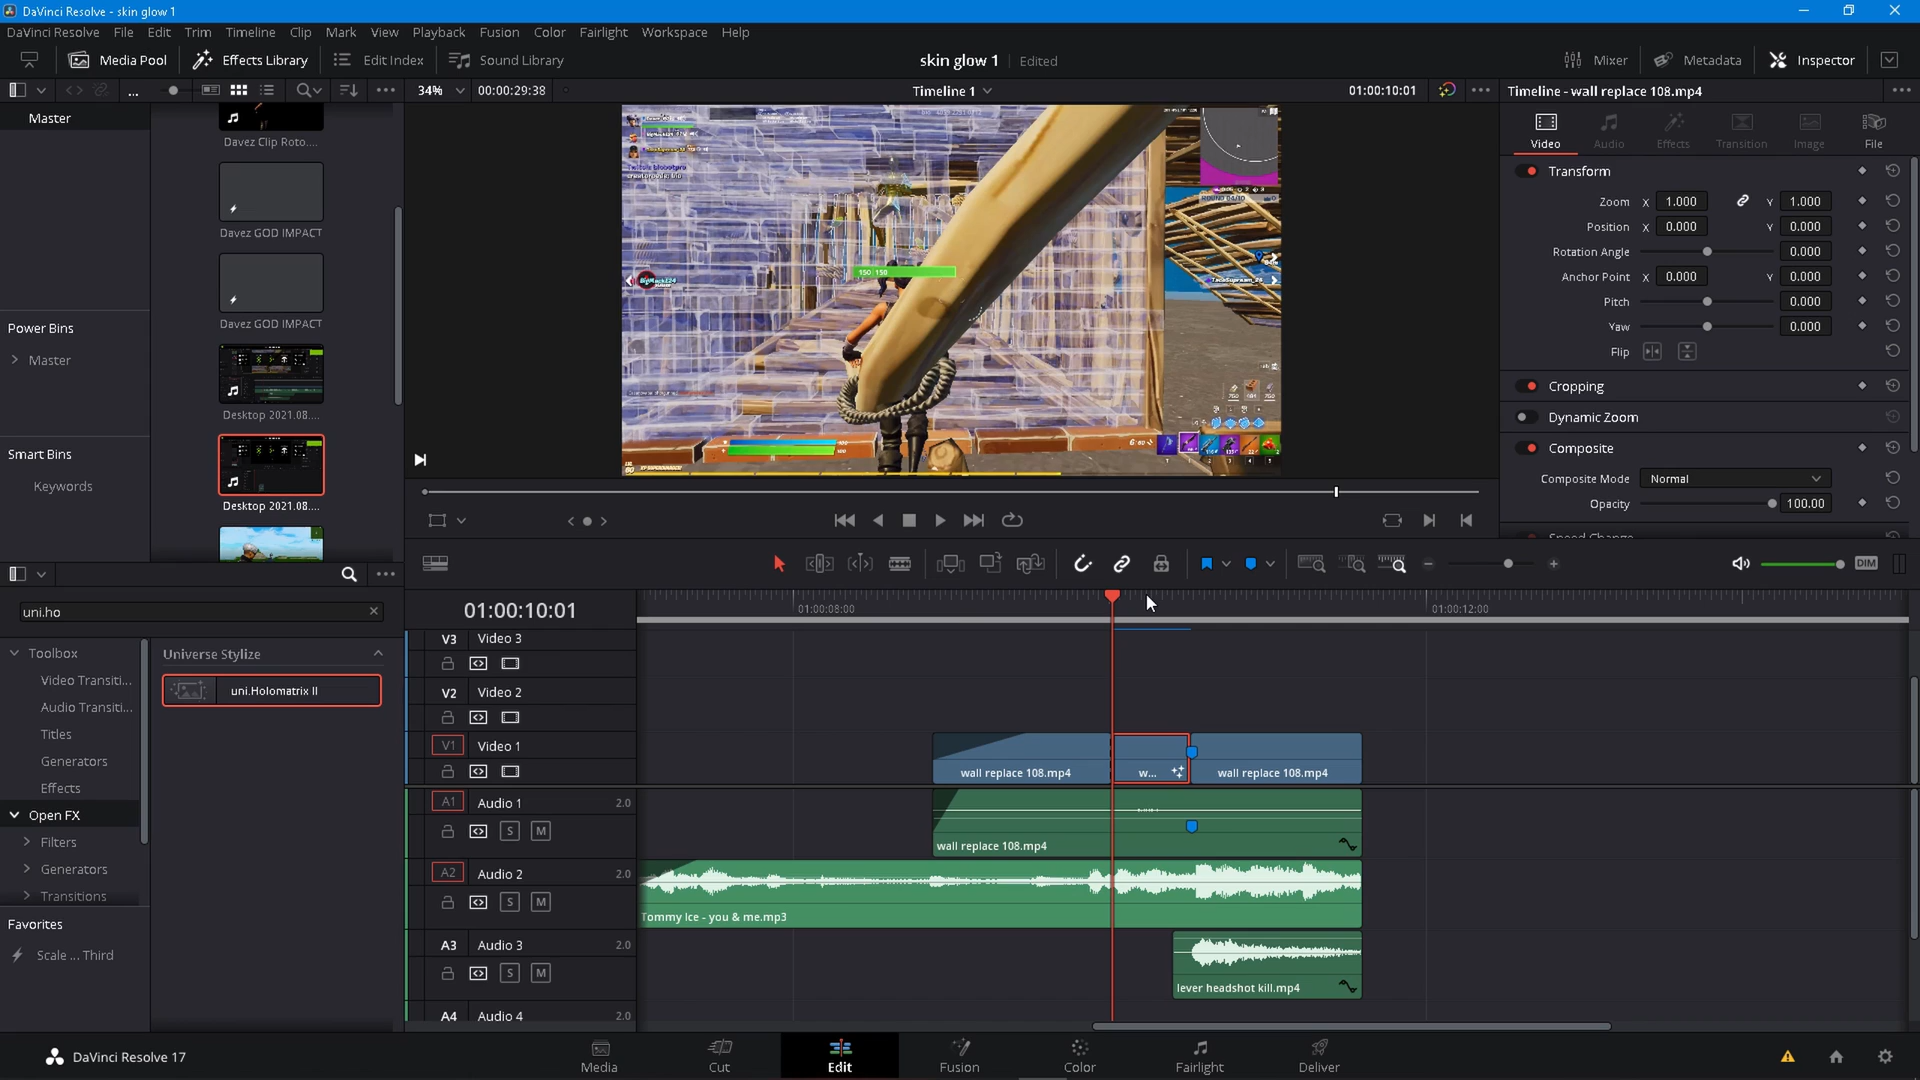 DaVinci Resolve - skin glow 1
DaVinci Resolve File Edit Trim Timeline Clip Mark View Playback Fusion Color Fairlight Workspace Help
Media Pool Effects Library Edit Index Sound Library skin glow 1 Edited Mixer Metadata Inspector
... 34% 00:00:29:38 Timeline 1 01:00:10:01 Timeline - wall replace 108.mp4
Master
Davez Clip Roto....
Davez GOD IMPACT
Davez GOD IMPACT
Desktop 2021.08....
Desktop 2021.08....
Power Bins
Master
Smart Bins
Keywords
150 | 150
BigMack124
Video Audio Effects Transition Image File
Transform
Zoom X 1.000 Y 1.000
Position X 0.000 Y 0.000
Rotation Angle 0.000
Anchor Point X 0.000 Y 0.000
Pitch 0.000
Yaw 0.000
Flip
Cropping
Dynamic Zoom
Composite
Composite Mode Normal
Opacity 100.00
Speed Change
DIM
uni.ho
Toolbox
Video Transiti...
Audio Transiti...
Titles
Generators
Effects
Open FX
Filters
Generators
Transitions
Favorites
Scale ... Third
Universe Stylize
uni.Holomatrix II
01:00:10:01
01:00:08:00 01:00:12:00
V3 Video 3
V2 Video 2
V1 Video 1
wall replace 108.mp4 w... wall replace 108.mp4
A1 Audio 1 2.0
S M
wall replace 108.mp4
A2 Audio 2 2.0
S M
Tommy Ice - you & me.mp3
A3 Audio 3 2.0
S M
lever headshot kill.mp4
A4 Audio 4 2.0
DaVinci Resolve 17
Media Cut Edit Fusion Color Fairlight Deliver